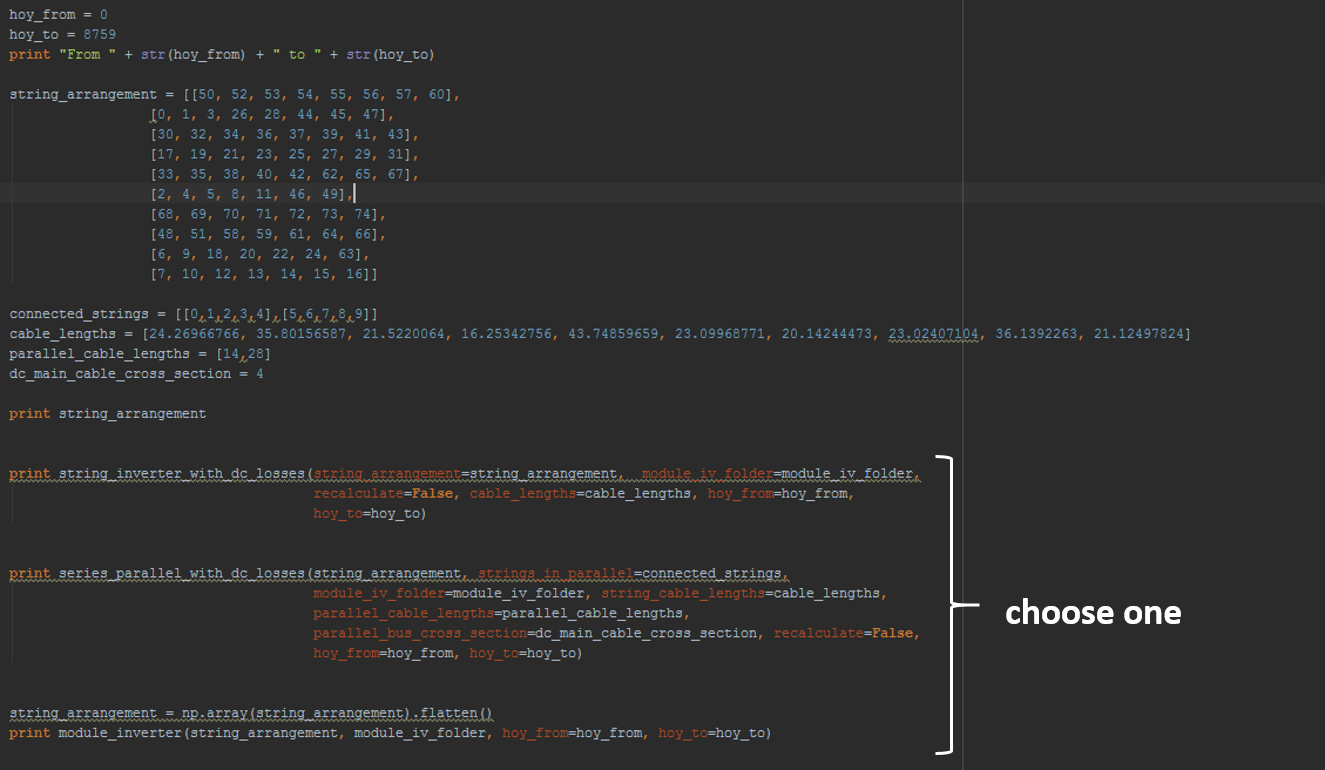 hoy_from = 0
hoy_to = 8759
print "From " + str(hoy_from) + " to " + str(hoy_to)
string_arrangement = [[50, 52, 53, 54, 55, 56, 57, 60],
[0, 1, 3, 26, 28, 44, 45, 47],
[30, 32, 34, 36, 37, 39, 41, 43],
[17, 19, 21, 23, 25, 27, 29, 31],
[33, 35, 38, 40, 42, 62, 65, 67],
[2, 4, 5, 8, 11, 46, 49],
[68, 69, 70, 71, 72, 73, 74],
[48, 51, 58, 59, 61, 64, 66],
[6, 9, 18, 20, 22, 24, 63],
[7, 10, 12, 13, 14, 15, 16]]
connected_strings = [[0,1,2,3,4],[5,6,7,8,9]]
cable_lengths = [24.26966766, 35.80156587, 21.5220064, 16.25342756, 43.74859659, 23.09968771, 20.14244473, 23.02407104, 36.1392263, 21.12497824]
parallel_cable_lengths = [14,28]
dc_main_cable_cross_section = 4
print string_arrangement
print string_inverter_with_dc_losses(string_arrangement=string_arrangement,  module_iv_folder=module_iv_folder,
recalculate=False, cable_lengths=cable_lengths, hoy_from=hoy_from,
hoy_to=hoy_to)
print series_parallel_with_dc_losses(string_arrangement, strings_in_parallel=connected_strings,
module_iv_folder=module_iv_folder, string_cable_lengths=cable_lengths,
parallel_cable_lengths=parallel_cable_lengths,
choose one
parallel_bus_cross_section=dc_main_cable_cross_section, recalculate=False,
hoy_from=hoy_from, hoy_to=hoy_to)
string_arrangement = np.array(string_arrangement).flatten()
print module_inverter(string_arrangement, module_iv_folder, hoy_from=hoy_from, hoy_to=hoy_to)